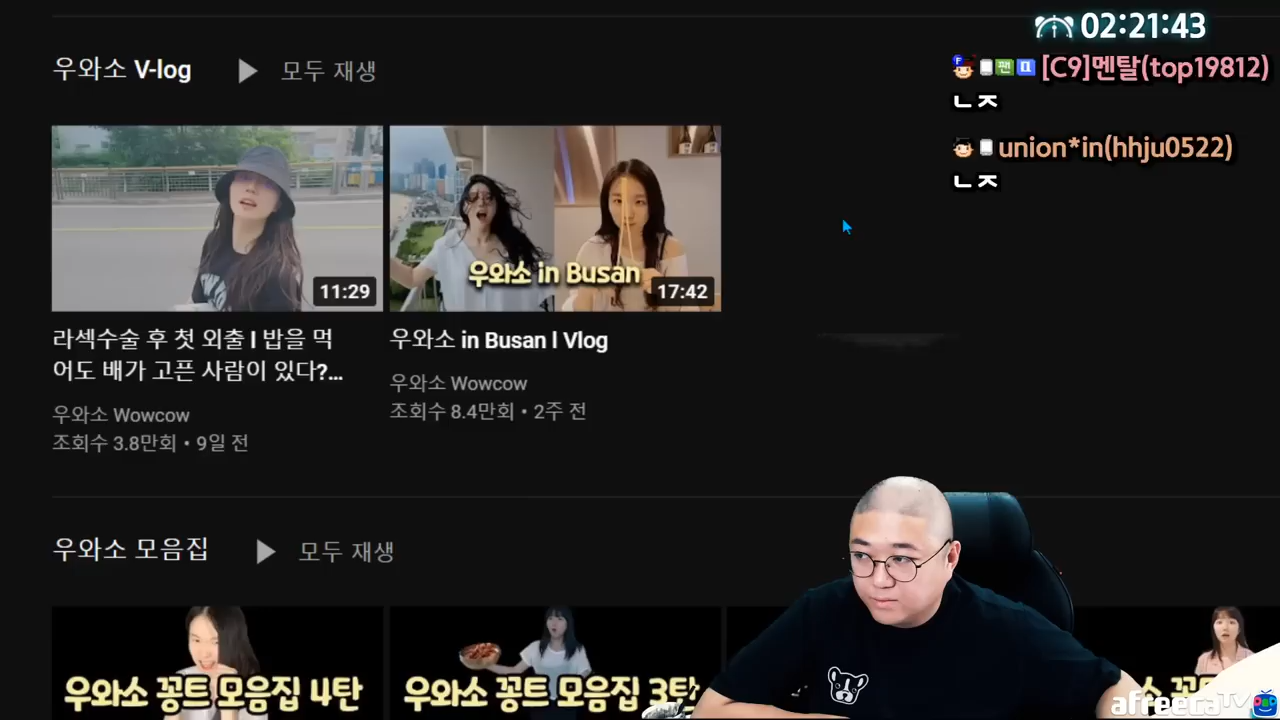 02:21:43
우와소 V-log
모두 재생
[C9]멘탈(top19812)
ㄴㅈ
union*in(hhju0522)
ㄴㅈ
우와소 in Busan
11:29
17:42
라섹수술 후 첫 외출 l 밥을 먹
어도 배가 고픈 사람이 있다?...
우와소 Wowcow
조회수 3.8만회 • 9일 전
우와소 in Busan l Vlog
우와소 Wowcow
조회수 8.4만회 • 2주 전
우와소 모음집
모두 재생
우와소 꽁트 모음집 4탄
우와소 꽁트 모음집 3탄
afreecaTV